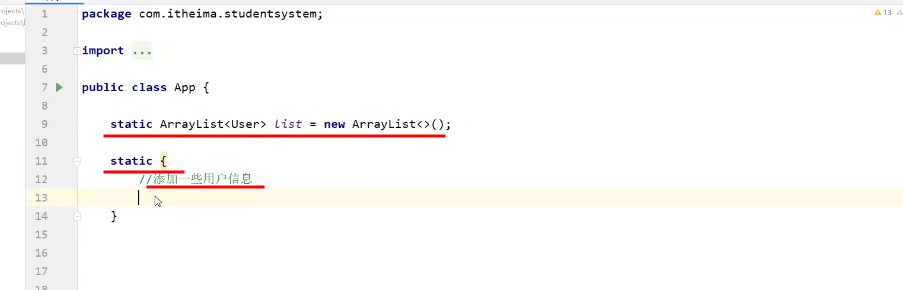 rojects\
rojects\l
13
1 package com.itheima.studentsystem;
2
3 import ...
6
7 public class App {
8
9 static ArrayList<User> list = new ArrayList<>();
10
11 static {
12 //添加一些用户信息
13
14 }
15
16
17
18